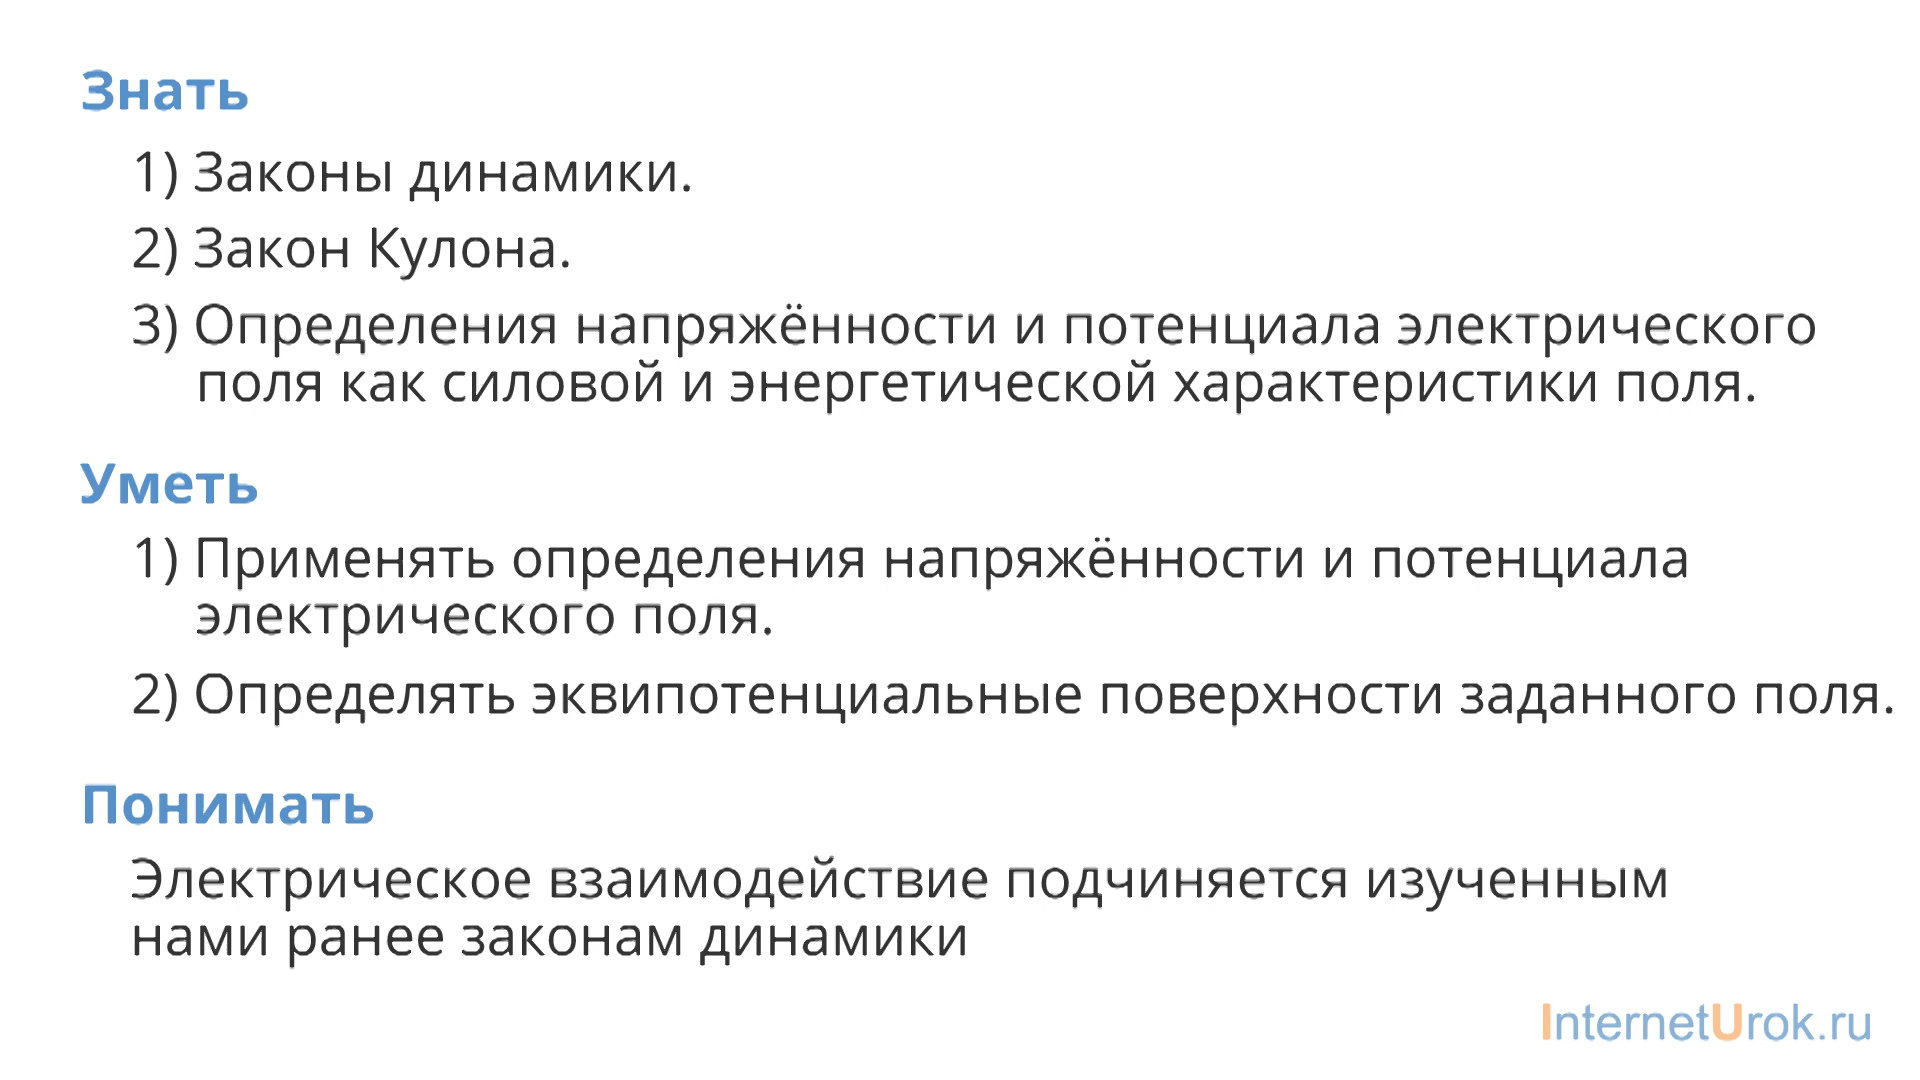 Знать
1) Законы динамики.
2) Закон Кулона.
3) Определения напряжённости и потенциала электрического
поля как силовой и энергетической характеристики поля.
Уметь
1) Применять определения напряжённости и потенциала
электрического поля.
2) Определять эквипотенциальные поверхности заданного поля.
Понимать
Электрическое взаимодействие подчиняется изученным
нами ранее законам динамики
InternetUrok.ru